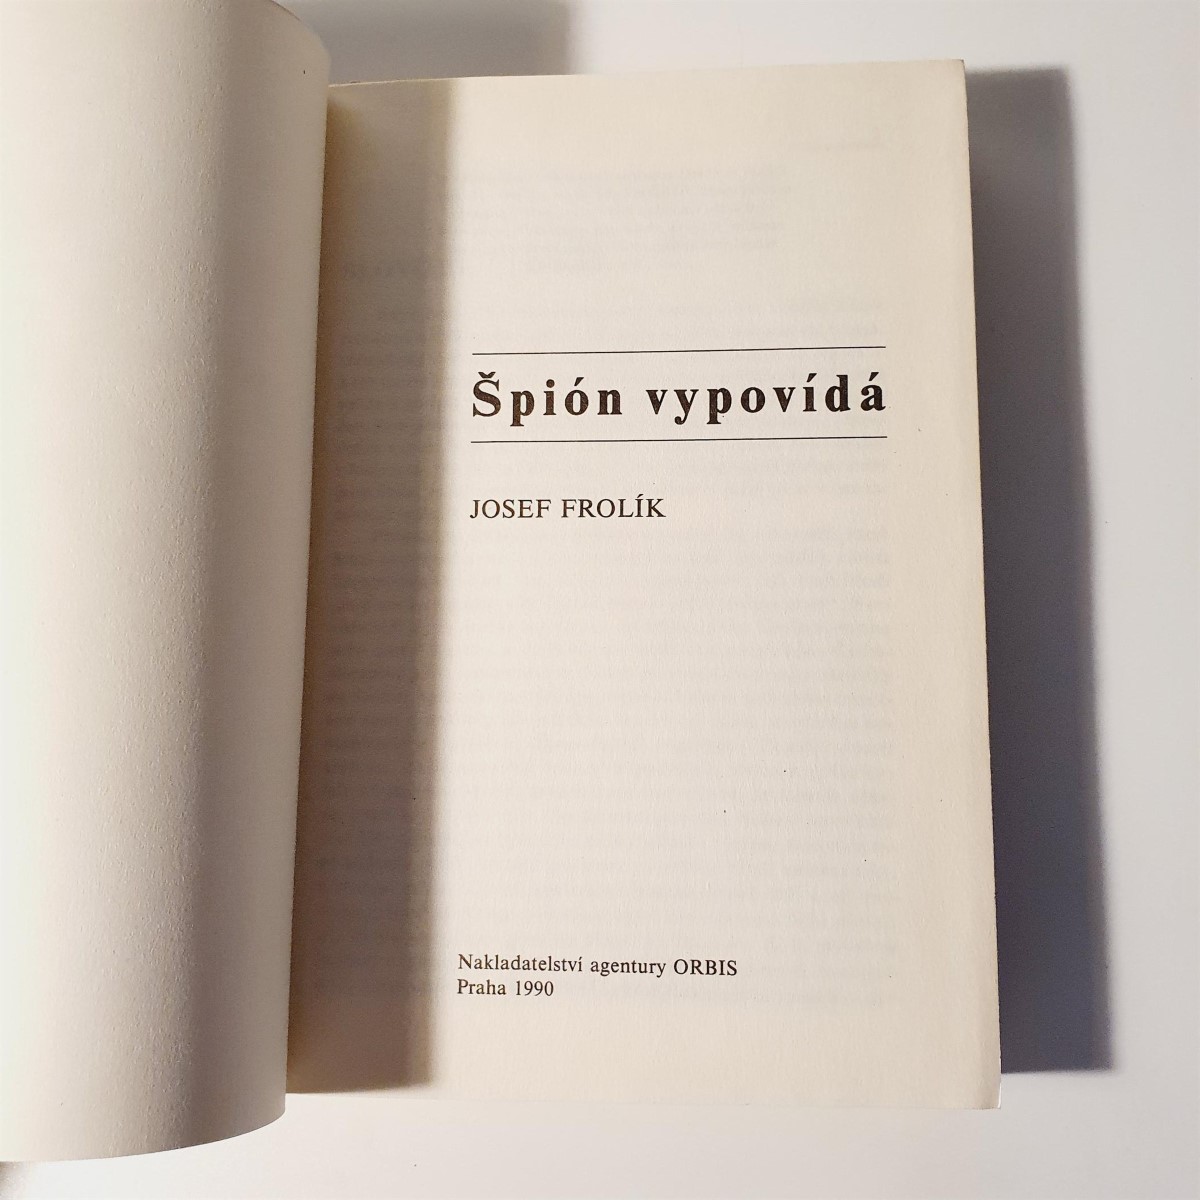 Špión vypovídá
JOSEF FROLÍK
Nakladatelství agentury ORBIS
Praha 1990